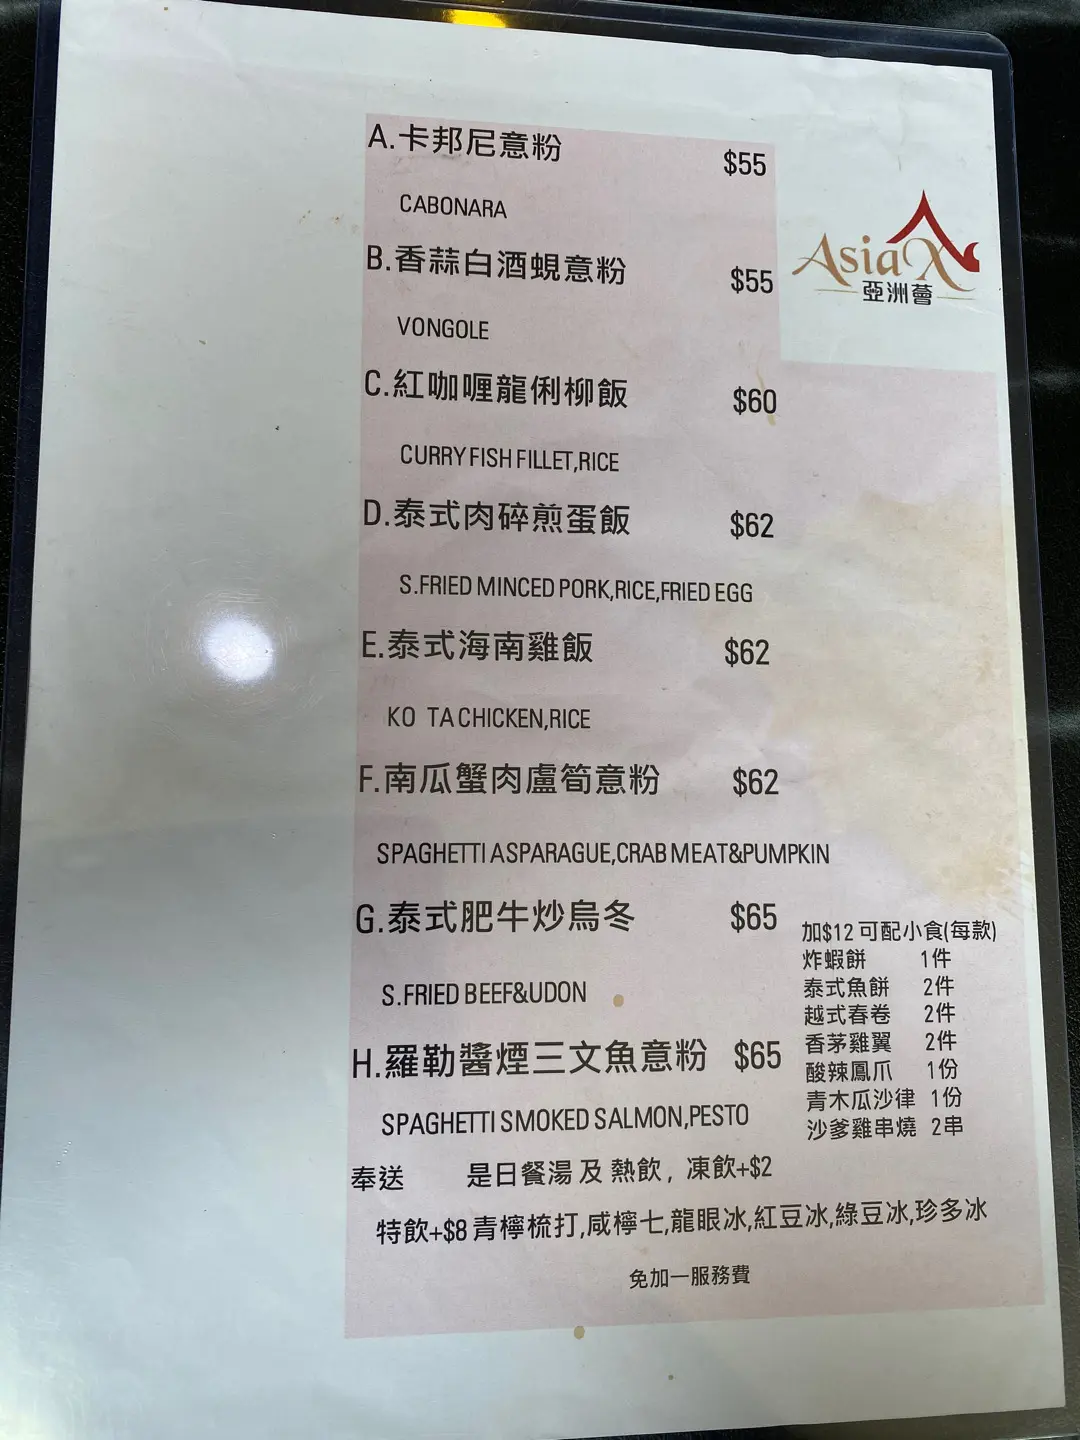 A.卡邦尼意粉 $55
CABONARA
B.香蒜白酒蜆意粉 $55
VONGOLE
AsiaX
亞洲薈
C.紅咖喱龍俐柳飯 $60
CURRY FISH FILLET,RICE
D.泰式肉碎煎蛋飯 $62
S.FRIED MINCED PORK,RICE,FRIED EGG
E.泰式海南雞飯 $62
KO TA CHICKEN,RICE
F.南瓜蟹肉盧筍意粉 $62
SPAGHETTI ASPARAGUE,CRAB MEAT&PUMPKIN
G.泰式肥牛炒烏冬 $65
S.FRIED BEEF&UDON
H.羅勒醬煙三文魚意粉 $65
SPAGHETTI SMOKED SALMON,PESTO
加$12可配小食(每款)
炸蝦餅 1件
泰式魚餅 2件
越式春卷 2件
香茅雞翼 2件
酸辣鳳爪 1份
青木瓜沙律 1份
沙爹雞串燒 2串
奉送 是日餐湯及熱飲,凍飲+$2
特飲+$8青檸梳打,咸檸七,龍眼冰,紅豆冰,綠豆冰,珍多冰
免加一服務費